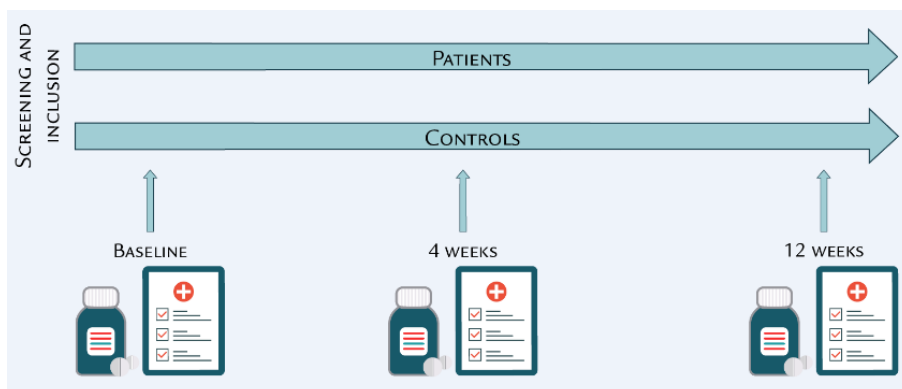 SCREENING AND
INCLUSION
PATIENTS
CONTROLS
BASELINE
4 WEEKS
12 WEEKS